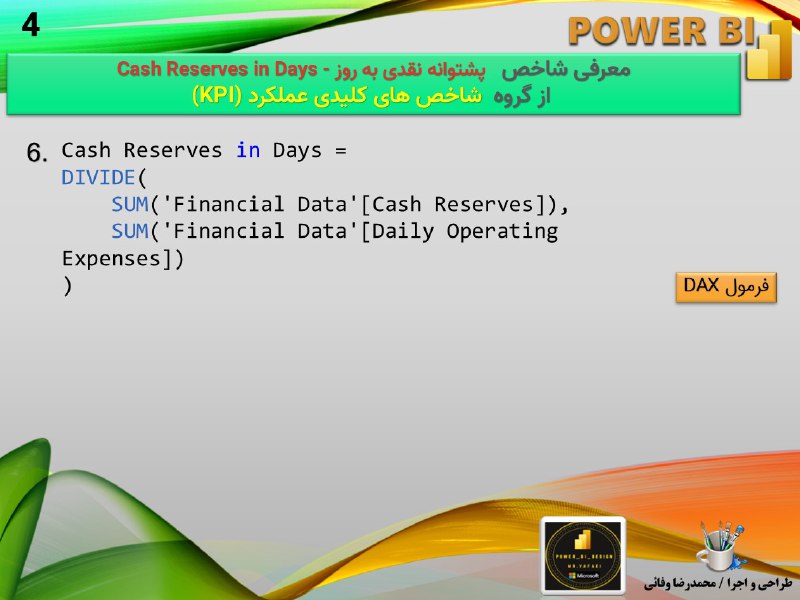 4
POWER BI
معرفی شاخص پشتوانه نقدی به روز - Cash Reserves in Days
از گروه شاخص های کلیدی عملکرد (KPI)
6. Cash Reserves in Days =
DIVIDE(
SUM('Financial Data'[Cash Reserves]),
SUM('Financial Data'[Daily Operating
Expenses])
)
فرمول DAX
POWER_BI_DESIGN
MR.VAFAEI
Microsoft
طراحی و اجرا / محمدرضا وفائی